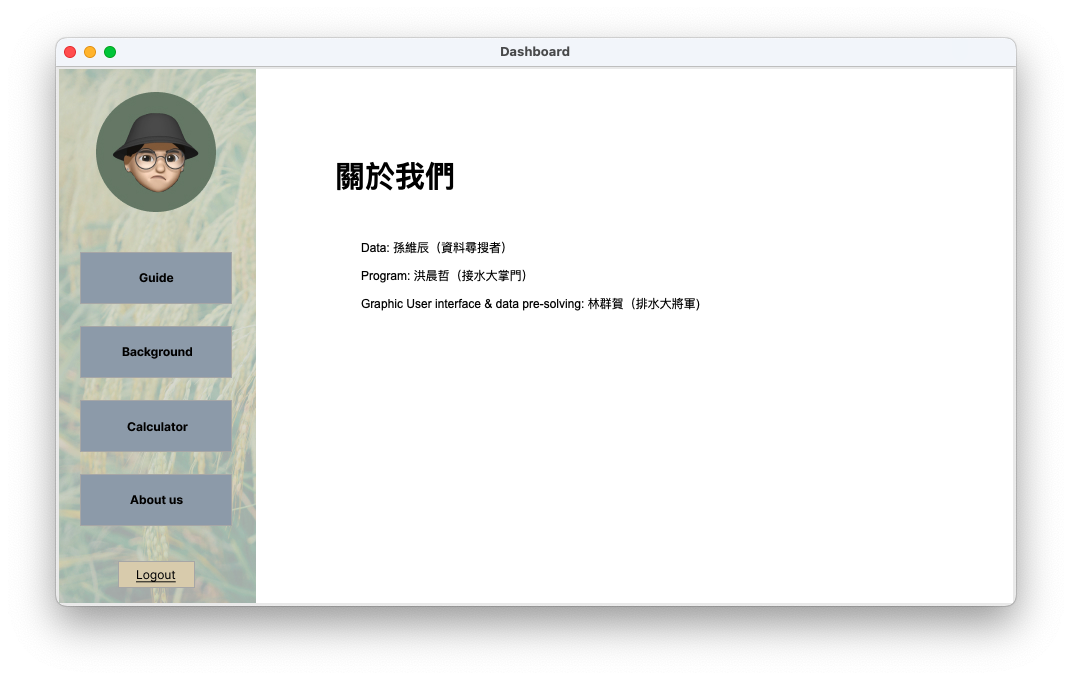 Dashboard
Guide
Background
Calculator
About us
Logout
關於我們
Data: 孫維辰（資料尋搜者）
Program: 洪晨哲（接水大掌門）
Graphic User interface & data pre-solving: 林群賀（排水大將軍)